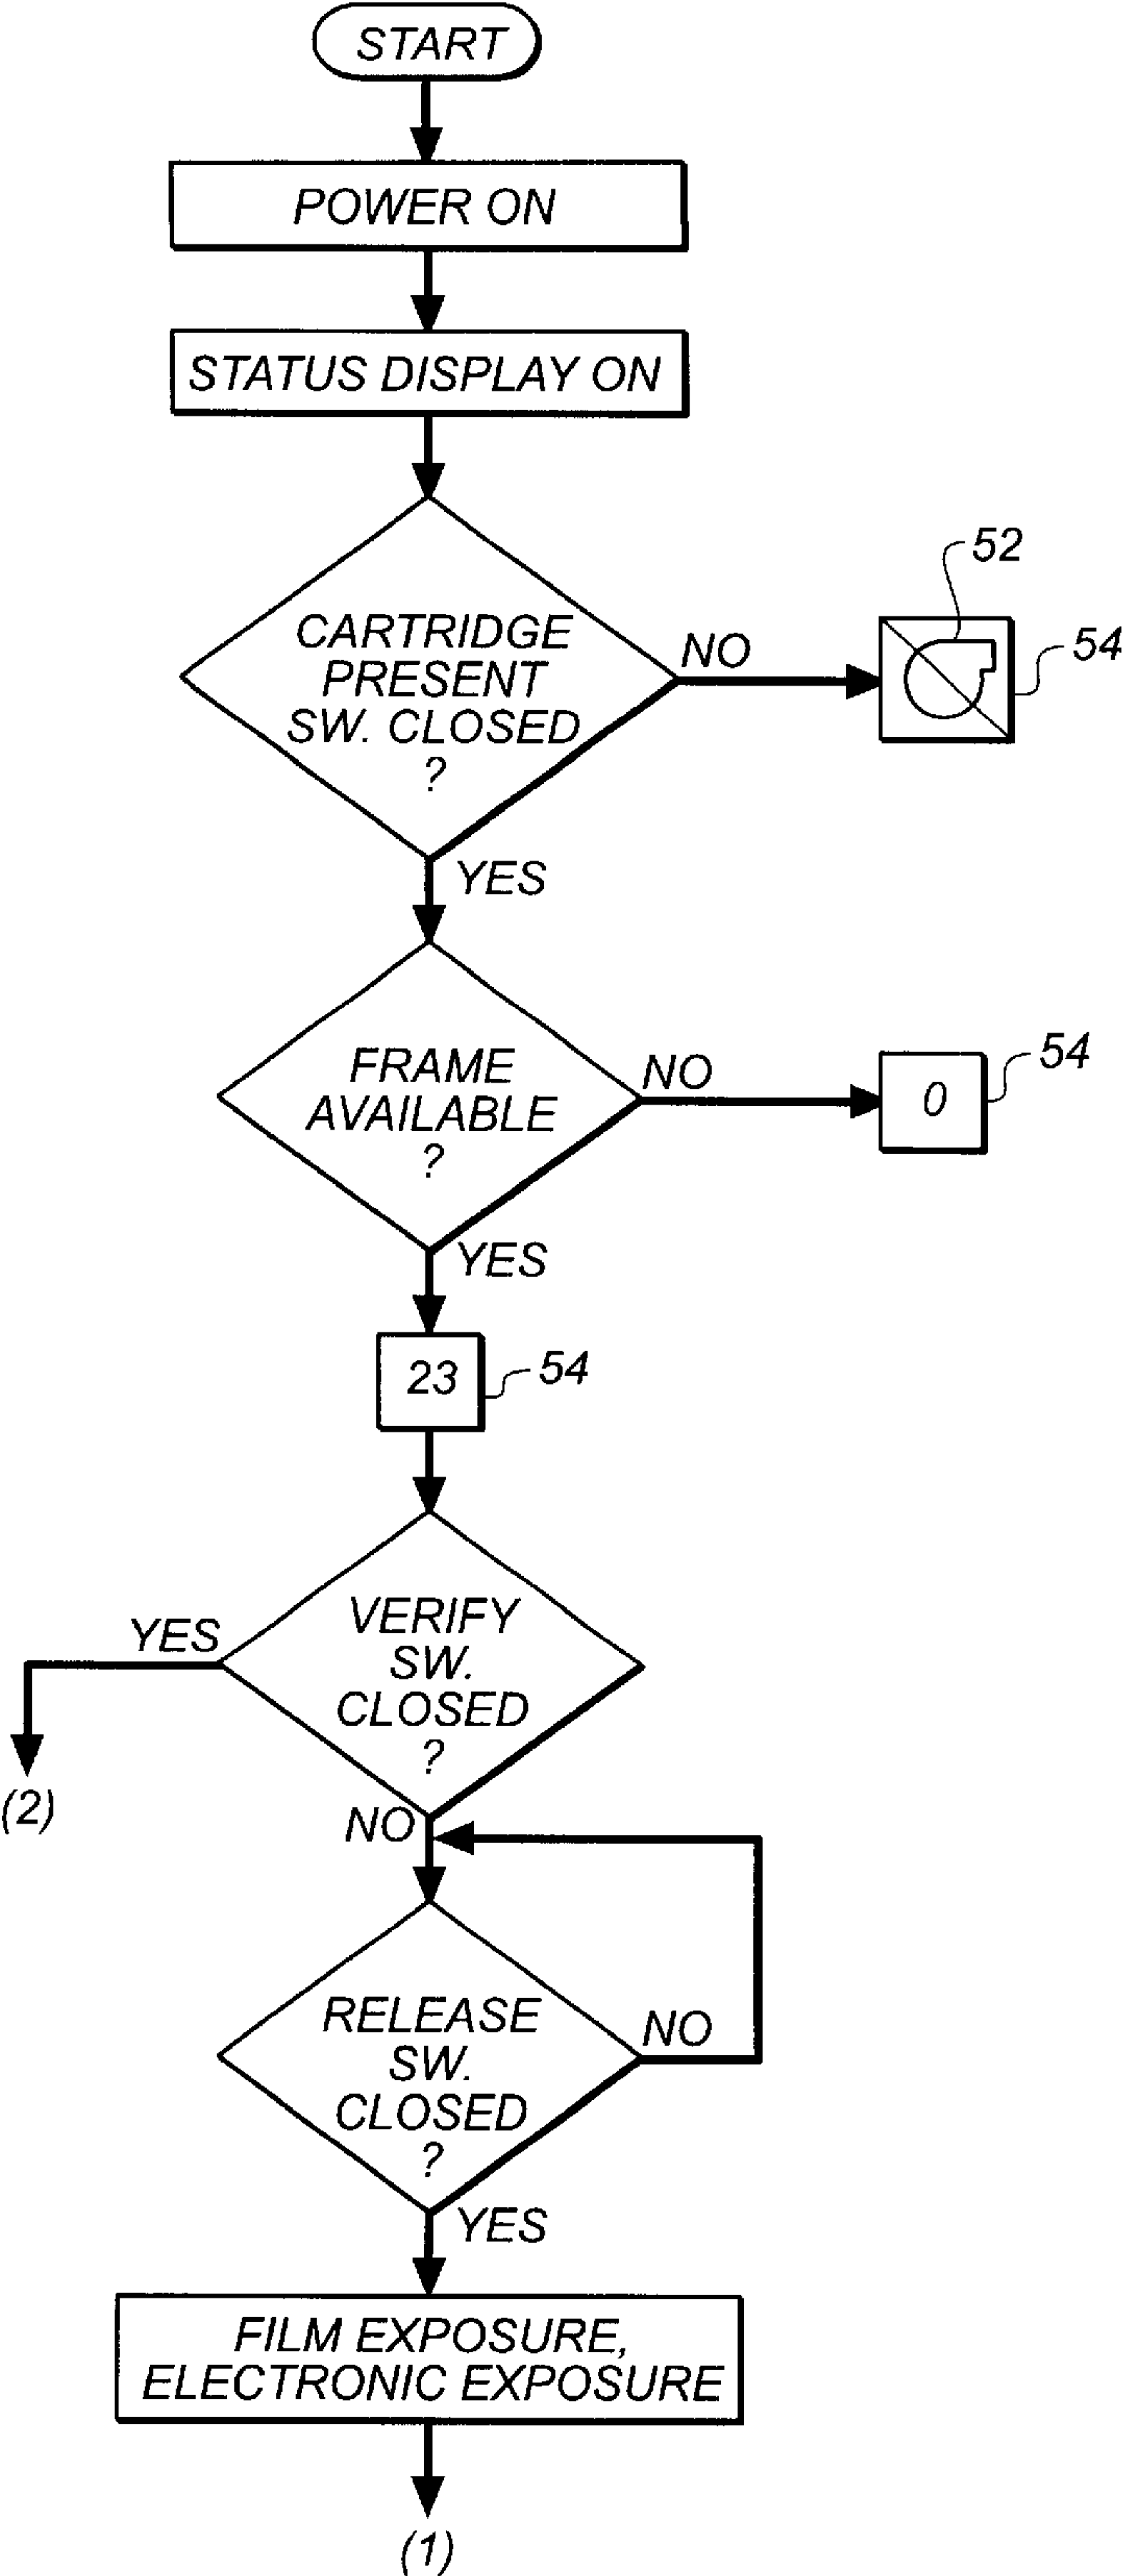 START
POWER ON
STATUS DISPLAY ON
CARTRIDGE
PRESENT
SW. CLOSED
?
NO
52
54
YES
FRAME
AVAILABLE
?
NO
0
54
YES
23
54
VERIFY
SW.
CLOSED
?
YES
(2)
NO
RELEASE
SW.
CLOSED
?
NO
YES
FILM EXPOSURE,
ELECTRONIC EXPOSURE
(1)